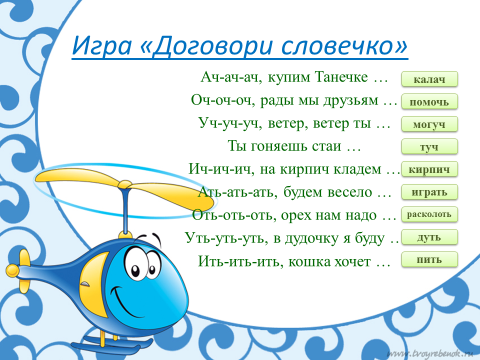 Игра «Договори словечко»
Ач-ач-ач, купим Танечке … калач
Оч-оч-оч, рады мы друзьям … помочь
Уч-уч-уч, ветер, ветер ты … могуч
Ты гоняешь стаи … туч
Ич-ич-ич, на кирпич кладем … кирпич
Ать-ать-ать, будем весело … играть
Оть-оть-оть, орех нам надо … расколоть
Уть-уть-уть, в дудочку я буду … дуть
Ить-ить-ить, кошка хочет … пить
www.tvoyrebenok.ru